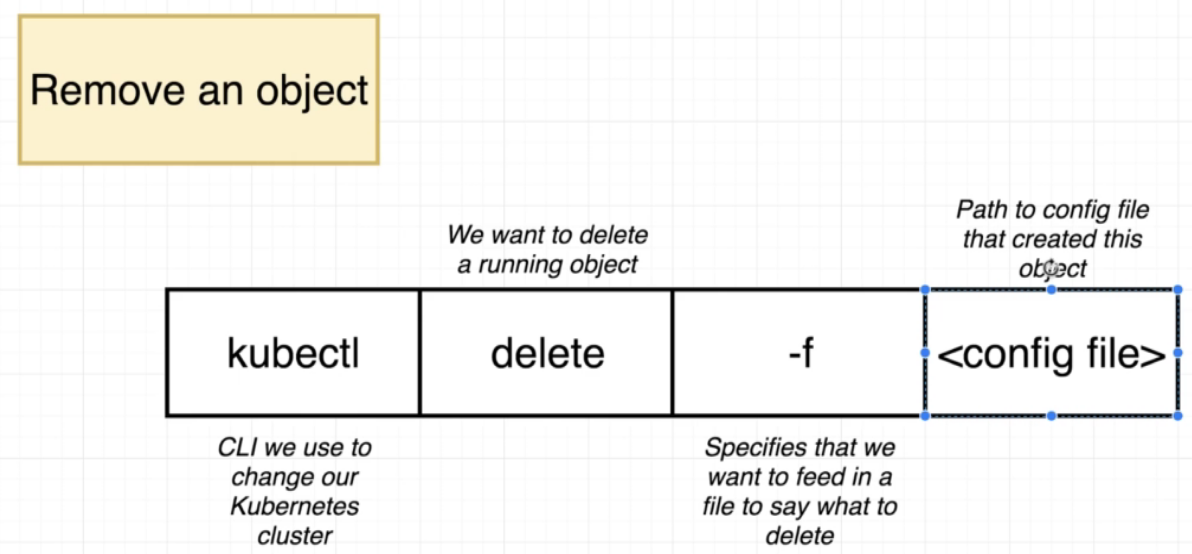 Remove an object
We want to delete
a running object
Path to config file
that created this
object
kubectl
delete
-f
<config file>
CLI we use to
change our
Kubernetes
cluster
Specifies that we
want to feed in a
file to say what to
delete